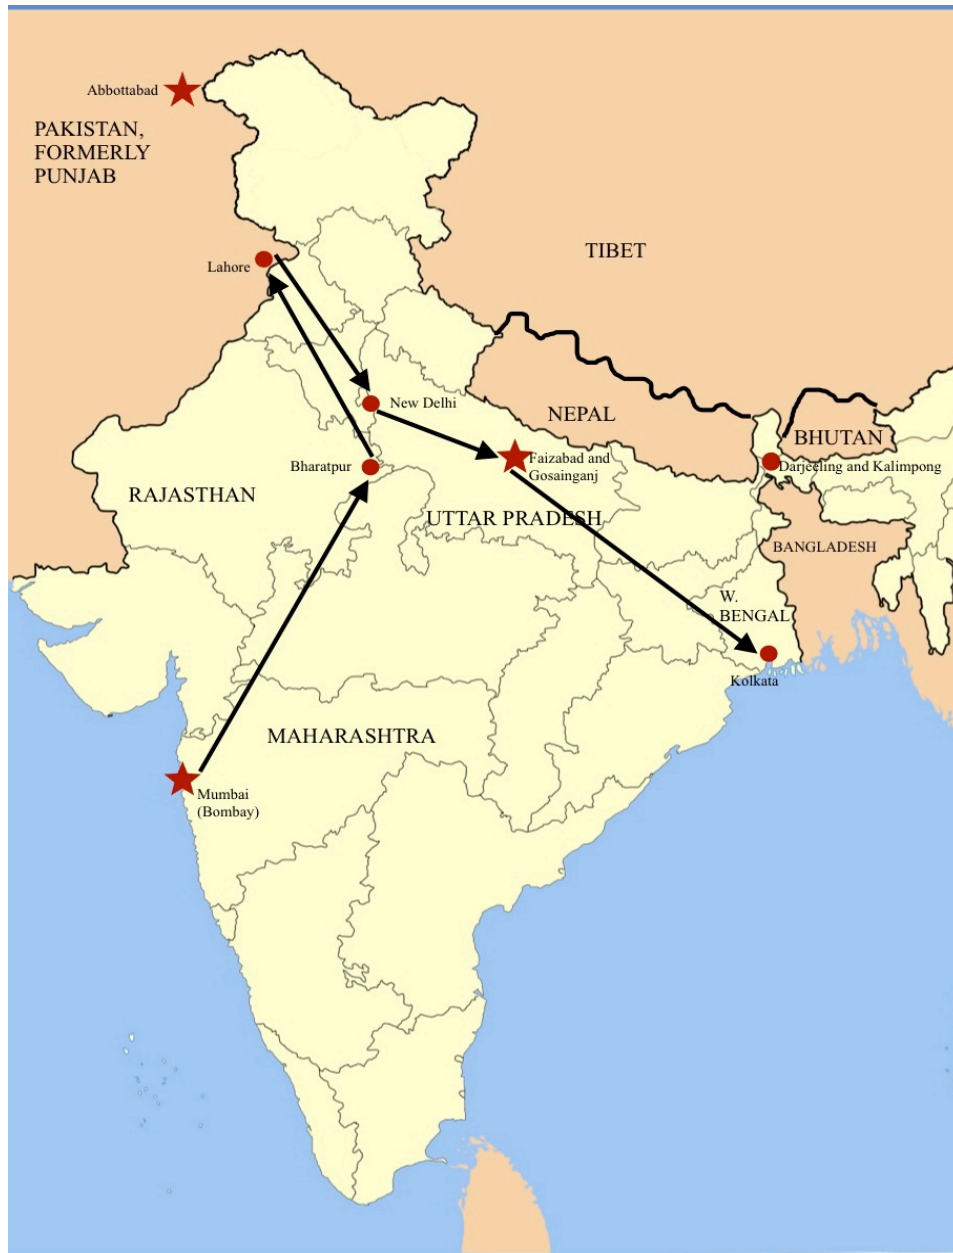 Abbottabad
PAKISTAN,
FORMERLY
PUNJAB
TIBET
Lahore
New Delhi
NEPAL
BHUTAN
Bharatpur
Faizabad and
Gosainganj
Darjeeling and Kalimpong
RAJASTHAN
UTTAR PRADESH
BANGLADESH
W.
BENGAL
Kolkata
MAHARASHTRA
Mumbai
(Bombay)